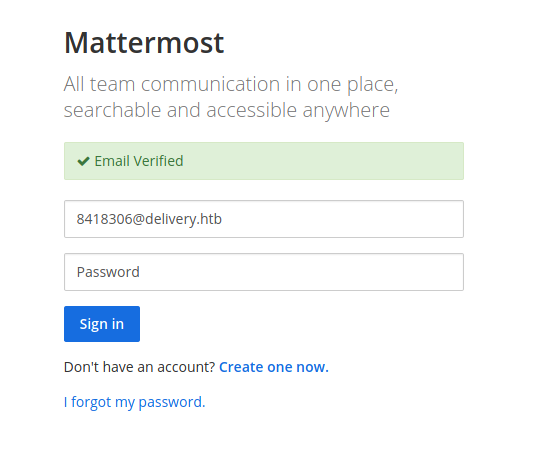 Mattermost
All team communication in one place,
searchable and accessible anywhere
✔ Email Verified
8418306@delivery.htb
Password
Sign in
Don't have an account? Create one now.
I forgot my password.